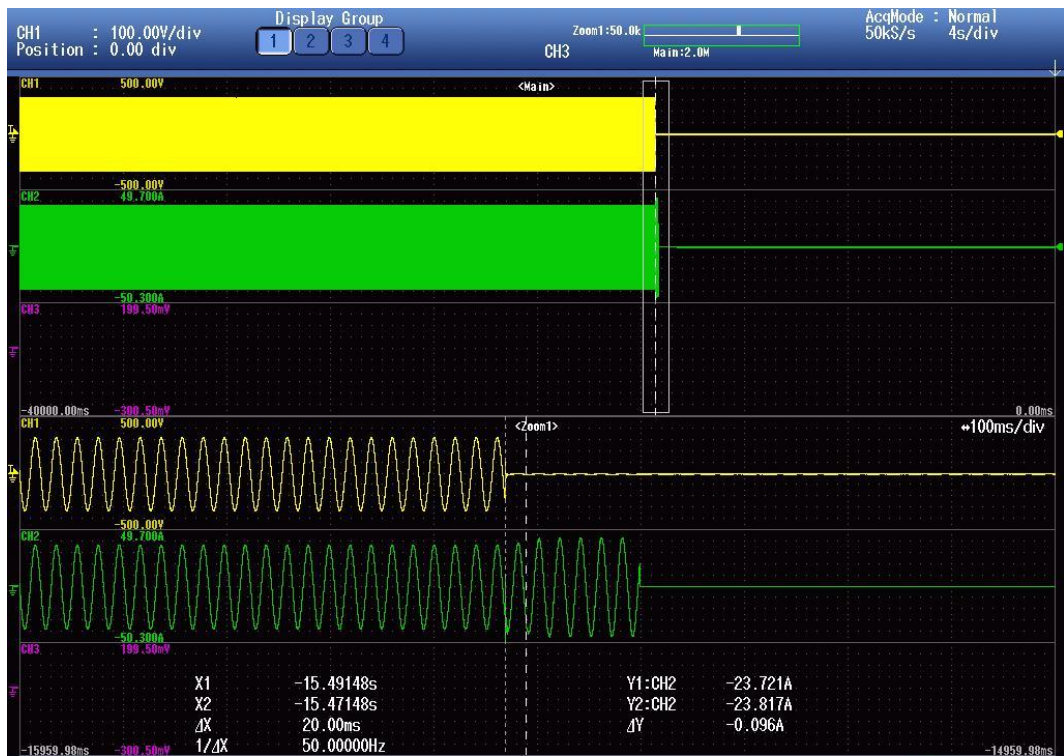 Display Group
CH1 : 100.00V/div
Position : 0.00 div
1 2 3 4
CH3
Zoom1:50.0k
Main:2.0M
AcqMode : Normal
50kS/s 4s/div
CH1 500.00V
<Main>
-500.00V
CH2 49.700A
-50.300A
CH3 199.50mV
-40000.00ms -300.50mV 0.00ms
CH1 500.00V
<Zoom1>
↔100ms/div
-500.00V
CH2 49.700A
-50.300A
CH3 199.50mV
X1 -15.49148s Y1:CH2 -23.721A
X2 -15.47148s Y2:CH2 -23.817A
ΔX 20.00ms ΔY -0.096A
1/ΔX 50.00000Hz
-15959.98ms -300.50mV -14959.98ms